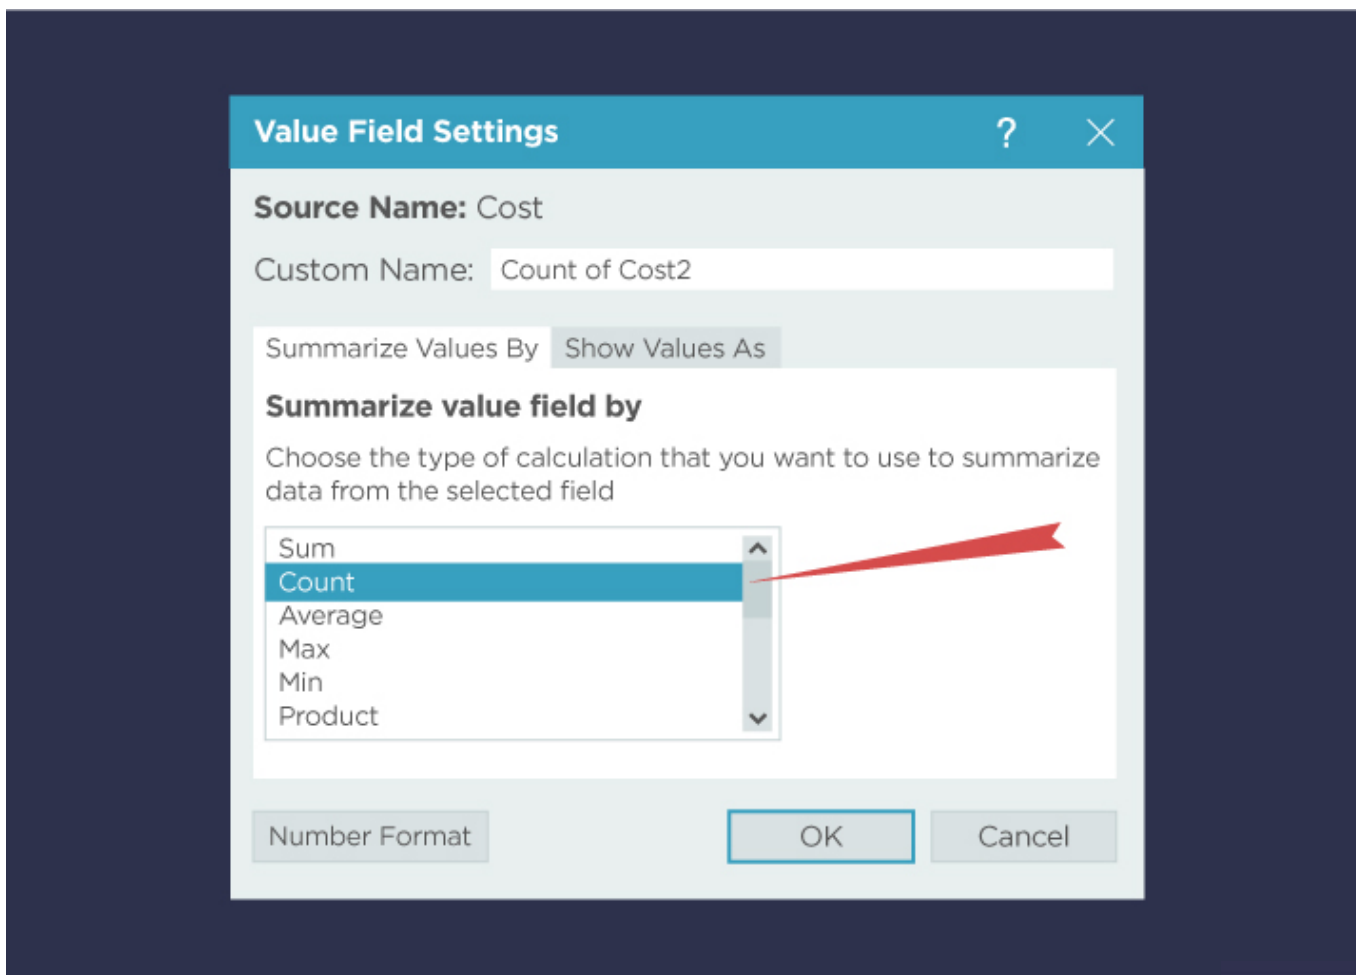 Value Field Settings ?
Source Name: Cost
Custom Name: Count of Cost2
Summarize Values By Show Values As
Summarize value field by
Choose the type of calculation that you want to use to summarize
data from the selected field
Sum
Count
Average
Max
Min
Product
Number Format OK Cancel